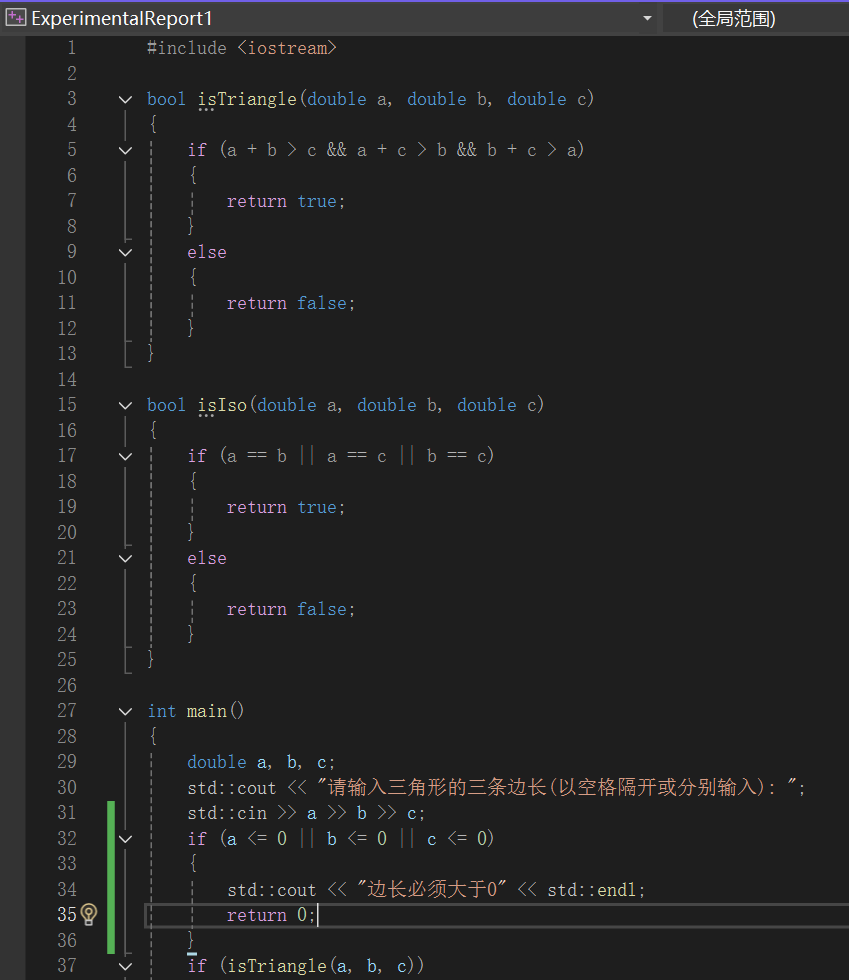 ExperimentalReport1 (全局范围)
1 #include <iostream>
2
3 bool isTriangle(double a, double b, double c)
4 {
5 if (a + b > c && a + c > b && b + c > a)
6 {
7 return true;
8 }
9 else
10 {
11 return false;
12 }
13 }
14
15 bool isIso(double a, double b, double c)
16 {
17 if (a == b || a == c || b == c)
18 {
19 return true;
20 }
21 else
22 {
23 return false;
24 }
25 }
26
27 int main()
28 {
29 double a, b, c;
30 std::cout << "请输入三角形的三条边长(以空格隔开或分别输入): ";
31 std::cin >> a >> b >> c;
32 if (a <= 0 || b <= 0 || c <= 0)
33 {
34 std::cout << "边长必须大于0" << std::endl;
35 return 0;
36 }
37 if (isTriangle(a, b, c))